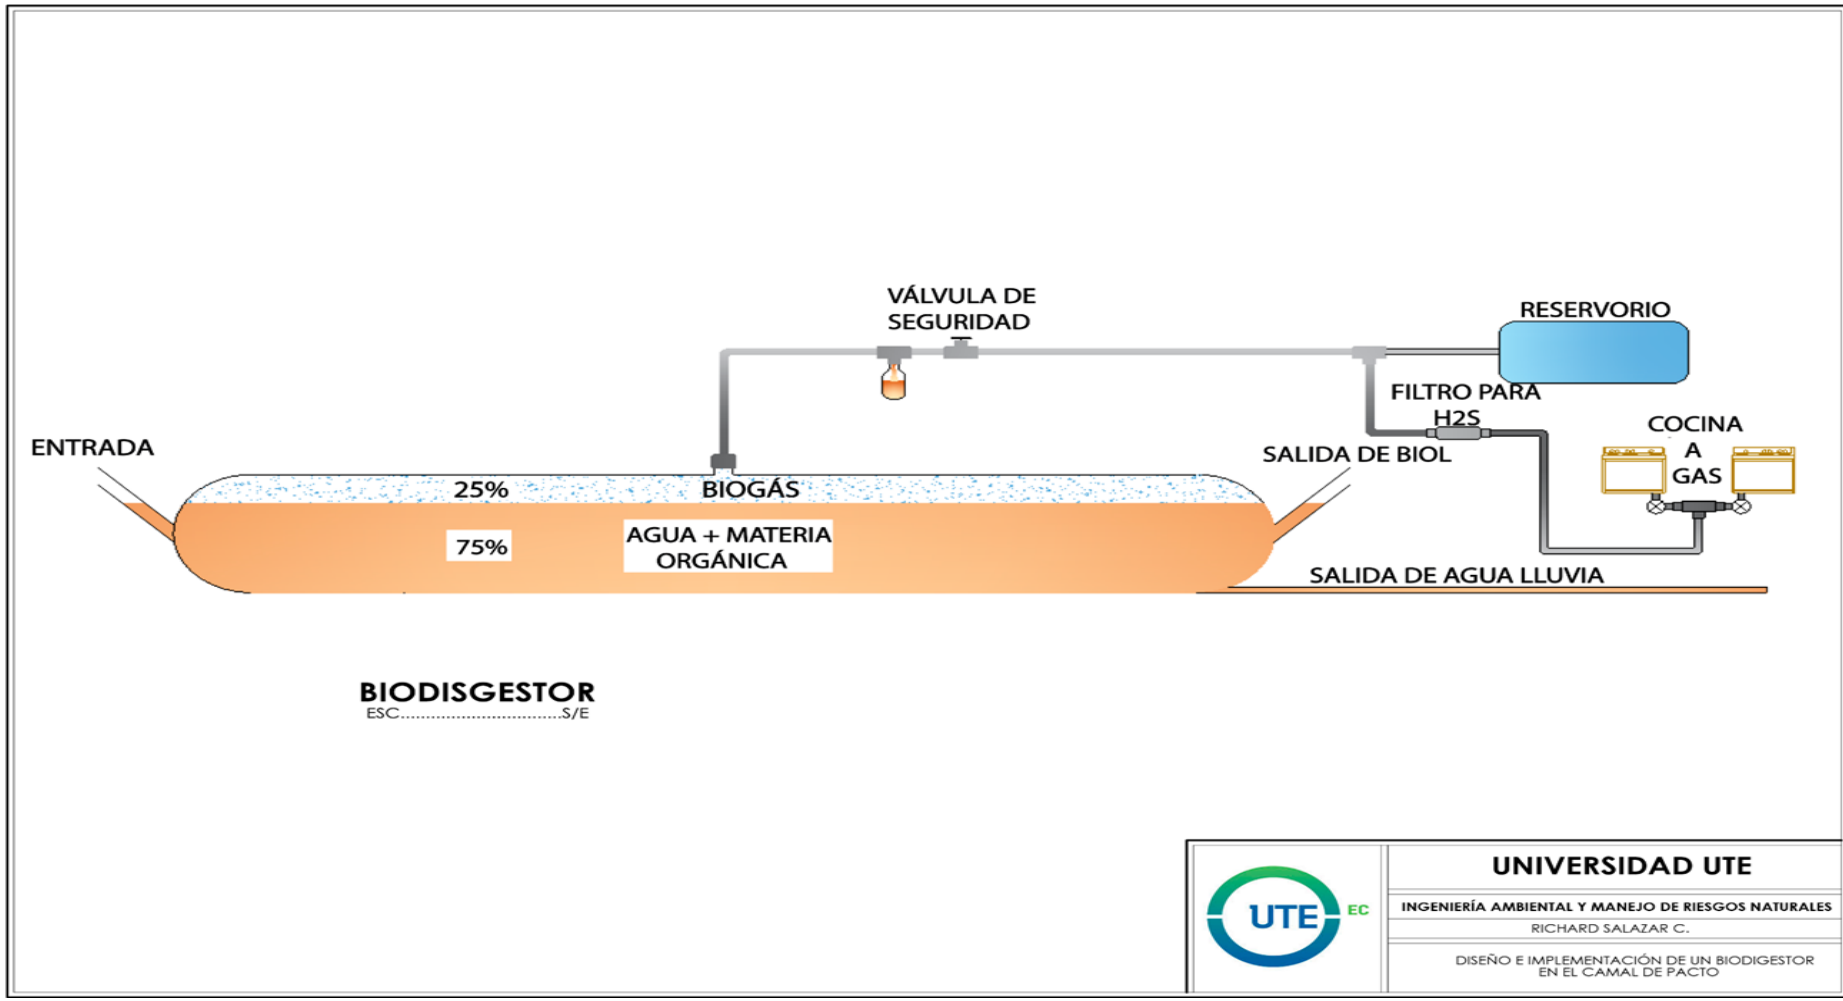 VÁLVULA DE
SEGURIDAD
RESERVORIO
FILTRO PARA
H2S
COCINA
A
GAS
ENTRADA
SALIDA DE BIOL
25%
BIOGÁS
75%
AGUA + MATERIA
ORGÁNICA
SALIDA DE AGUA LLUVIA
BIODISGESTOR
ESC................................S/E
UTE
EC
UNIVERSIDAD UTE
INGENIERÍA AMBIENTAL Y MANEJO DE RIESGOS NATURALES
RICHARD SALAZAR C.
DISEÑO E IMPLEMENTACIÓN DE UN BIODIGESTOR
EN EL CAMAL DE PACTO